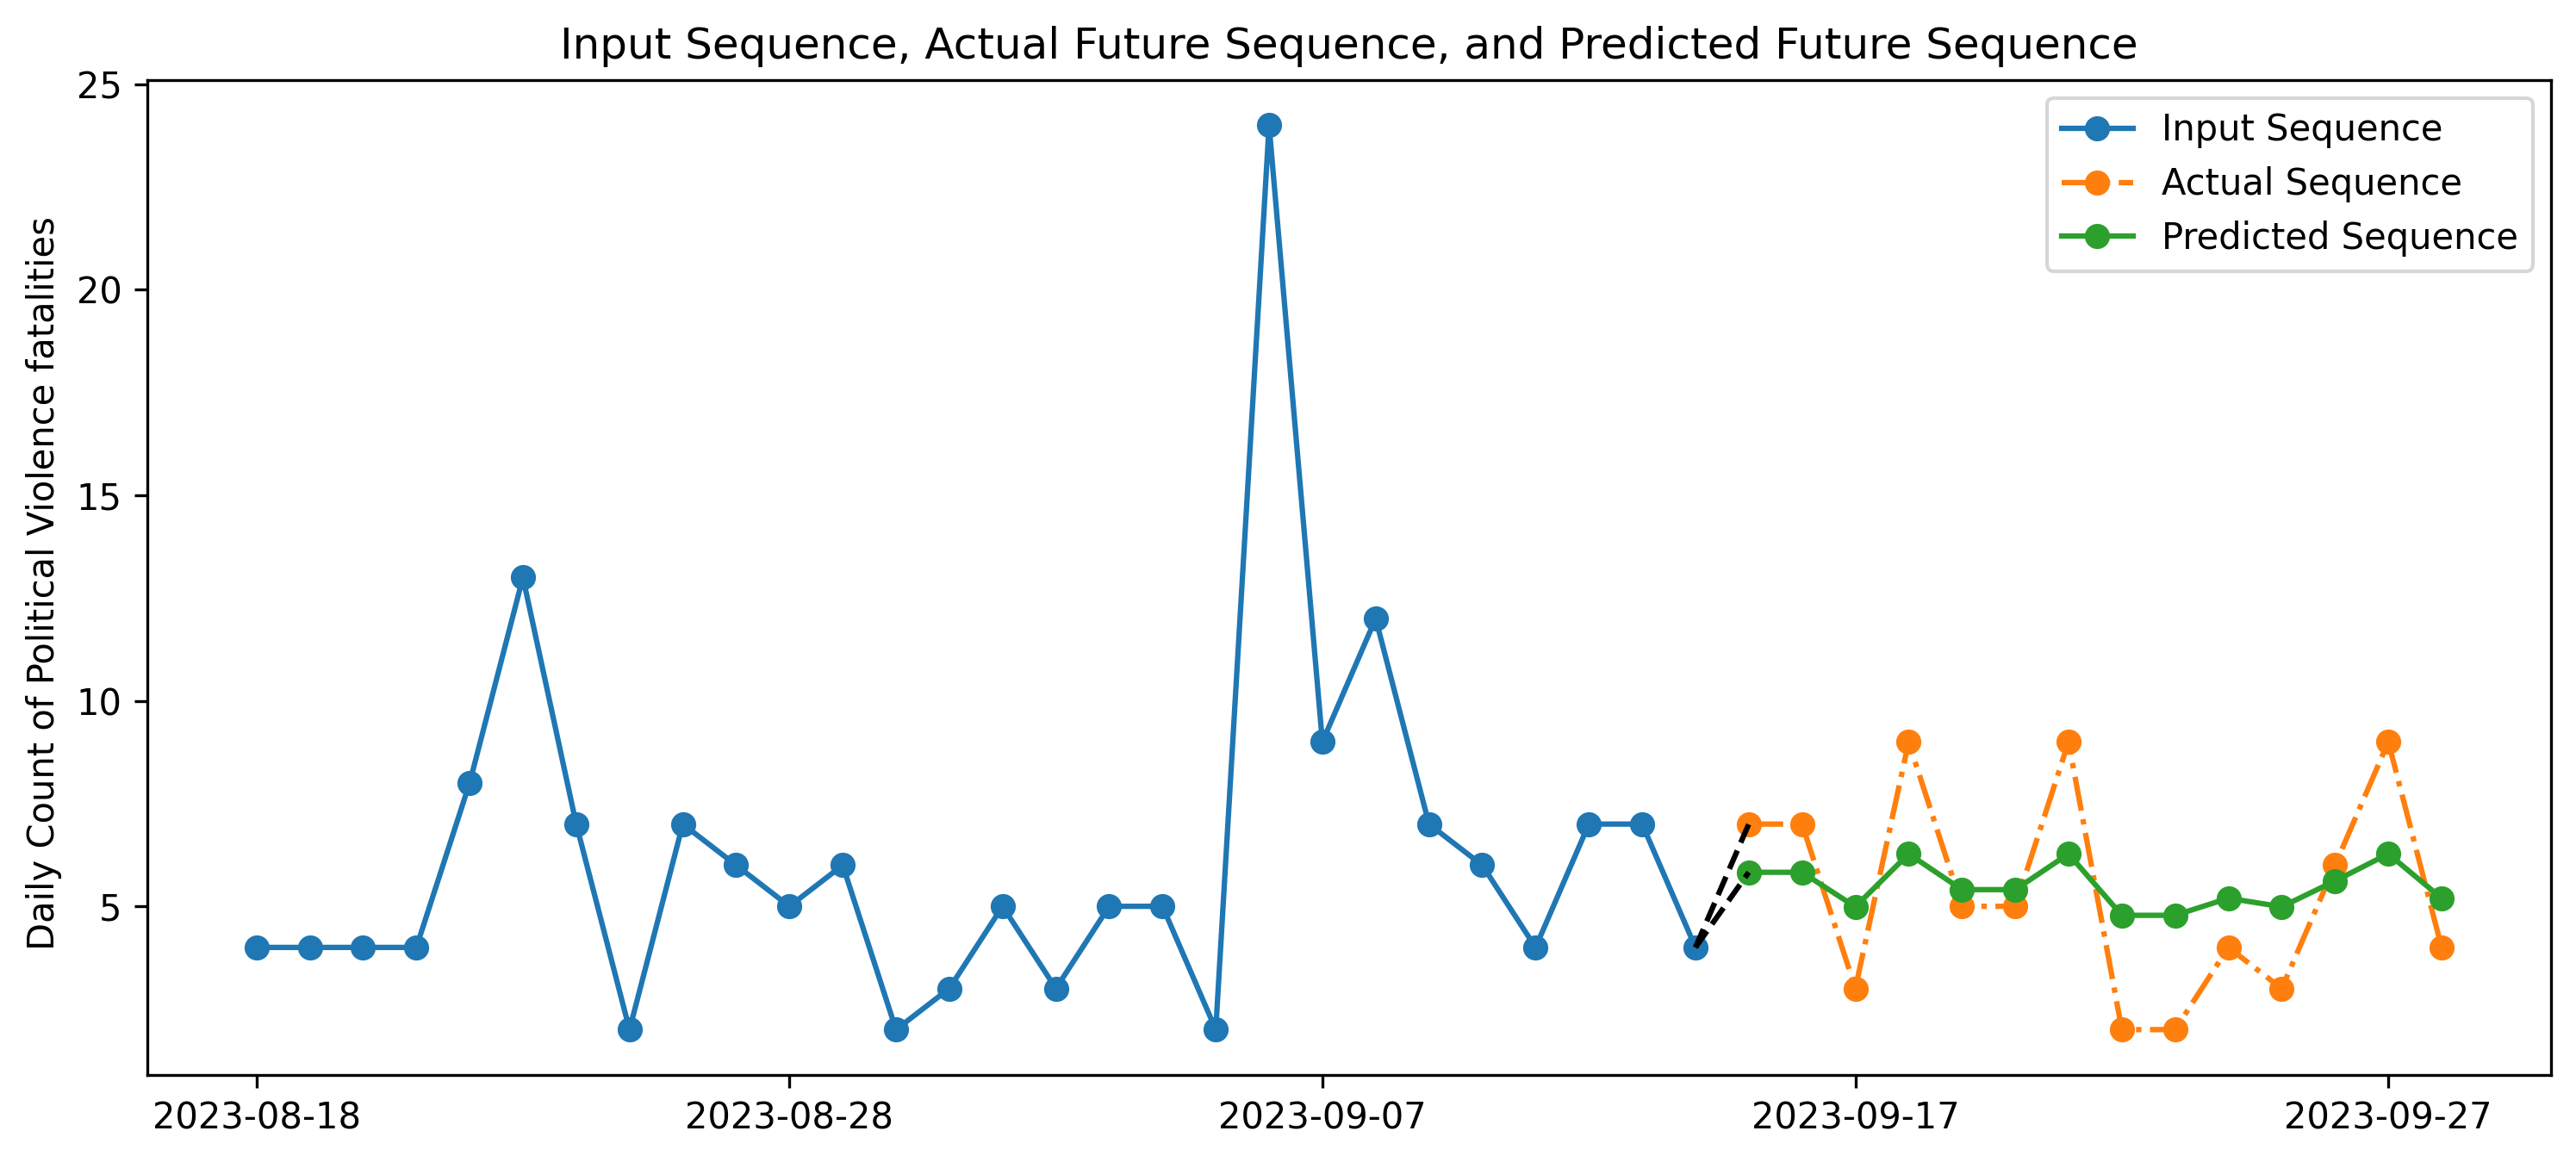 Input Sequence, Actual Future Sequence, and Predicted Future Sequence
Daily Count of Political Violence fatalities
25
20
15
10
5
Input Sequence
Actual Sequence
Predicted Sequence
2023-08-18
2023-08-28
2023-09-07
2023-09-17
2023-09-27